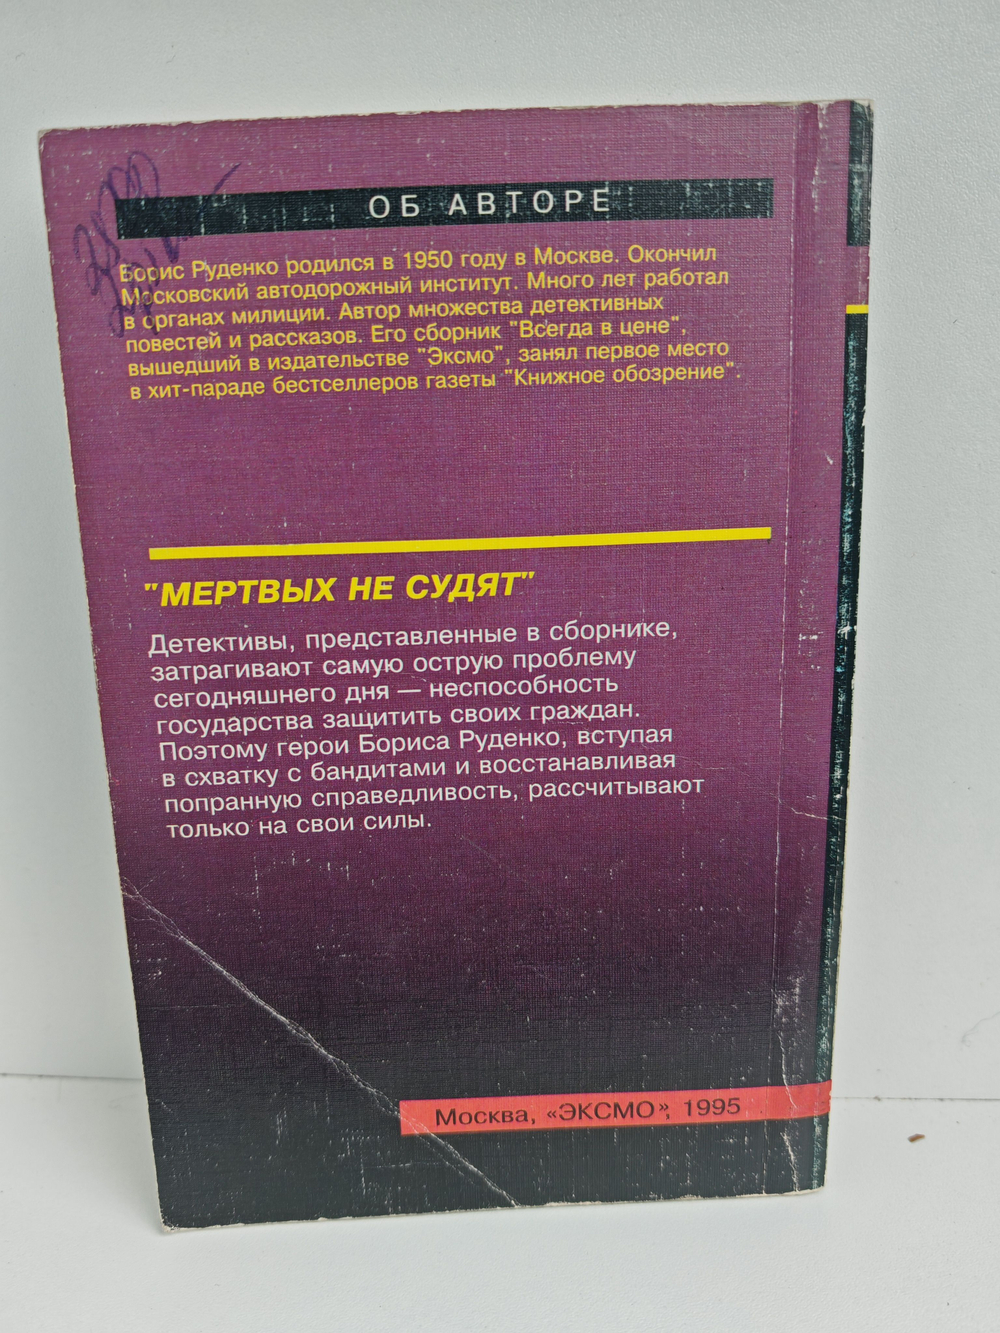 ОБ АВТОРЕ
Борис Руденко родился в 1950 году в Москве. Окончил
Московский автодорожный институт. Много лет работал
в органах милиции. Автор множества детективных
повестей и рассказов. Его сборник "Всегда в цене",
вышедший в издательстве "Эксмо", занял первое место
в хит-параде бестселлеров газеты "Книжное обозрение".
"МЕРТВЫХ НЕ СУДЯТ"
Детективы, представленные в сборнике,
затрагивают самую острую проблему
сегодняшнего дня — неспособность
государства защитить своих граждан.
Поэтому герои Бориса Руденко, вступая
в схватку с бандитами и восстанавливая
попранную справедливость, рассчитывают
только на свои силы.
Москва, «ЭКСМО», 1995